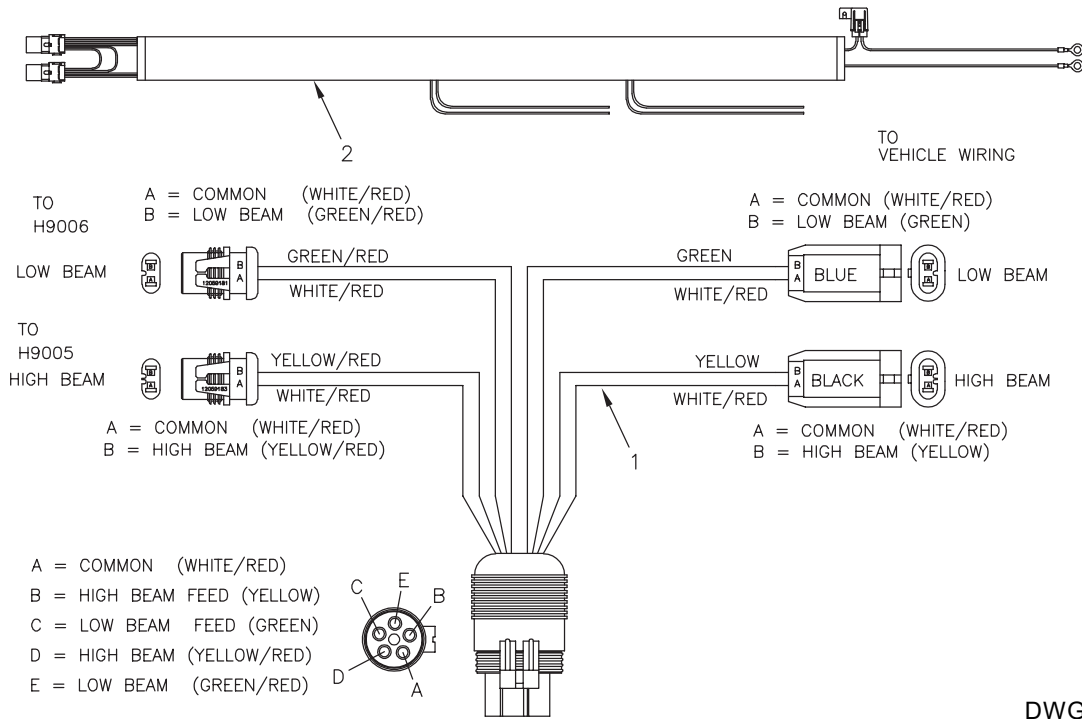 2
TO
VEHICLE WIRING
TO
H9006
A = COMMON (WHITE/RED)
B = LOW BEAM (GREEN/RED)
A = COMMON (WHITE/RED)
B = LOW BEAM (GREEN)
LOW BEAM
B
A
12059181
B
A
GREEN/RED
WHITE/RED
GREEN
WHITE/RED
B
A
BLUE
B
A
LOW BEAM
TO
H9005
HIGH BEAM
B
A
12059183
B
A
YELLOW/RED
WHITE/RED
YELLOW
WHITE/RED
B
A
BLACK
B
A
HIGH BEAM
A = COMMON (WHITE/RED)
B = HIGH BEAM (YELLOW/RED)
1
A = COMMON (WHITE/RED)
B = HIGH BEAM (YELLOW)
A = COMMON (WHITE/RED)
B = HIGH BEAM FEED (YELLOW)
C = LOW BEAM FEED (GREEN)
D = HIGH BEAM (YELLOW/RED)
E = LOW BEAM (GREEN/RED)
C
E
B
D
A
DWG